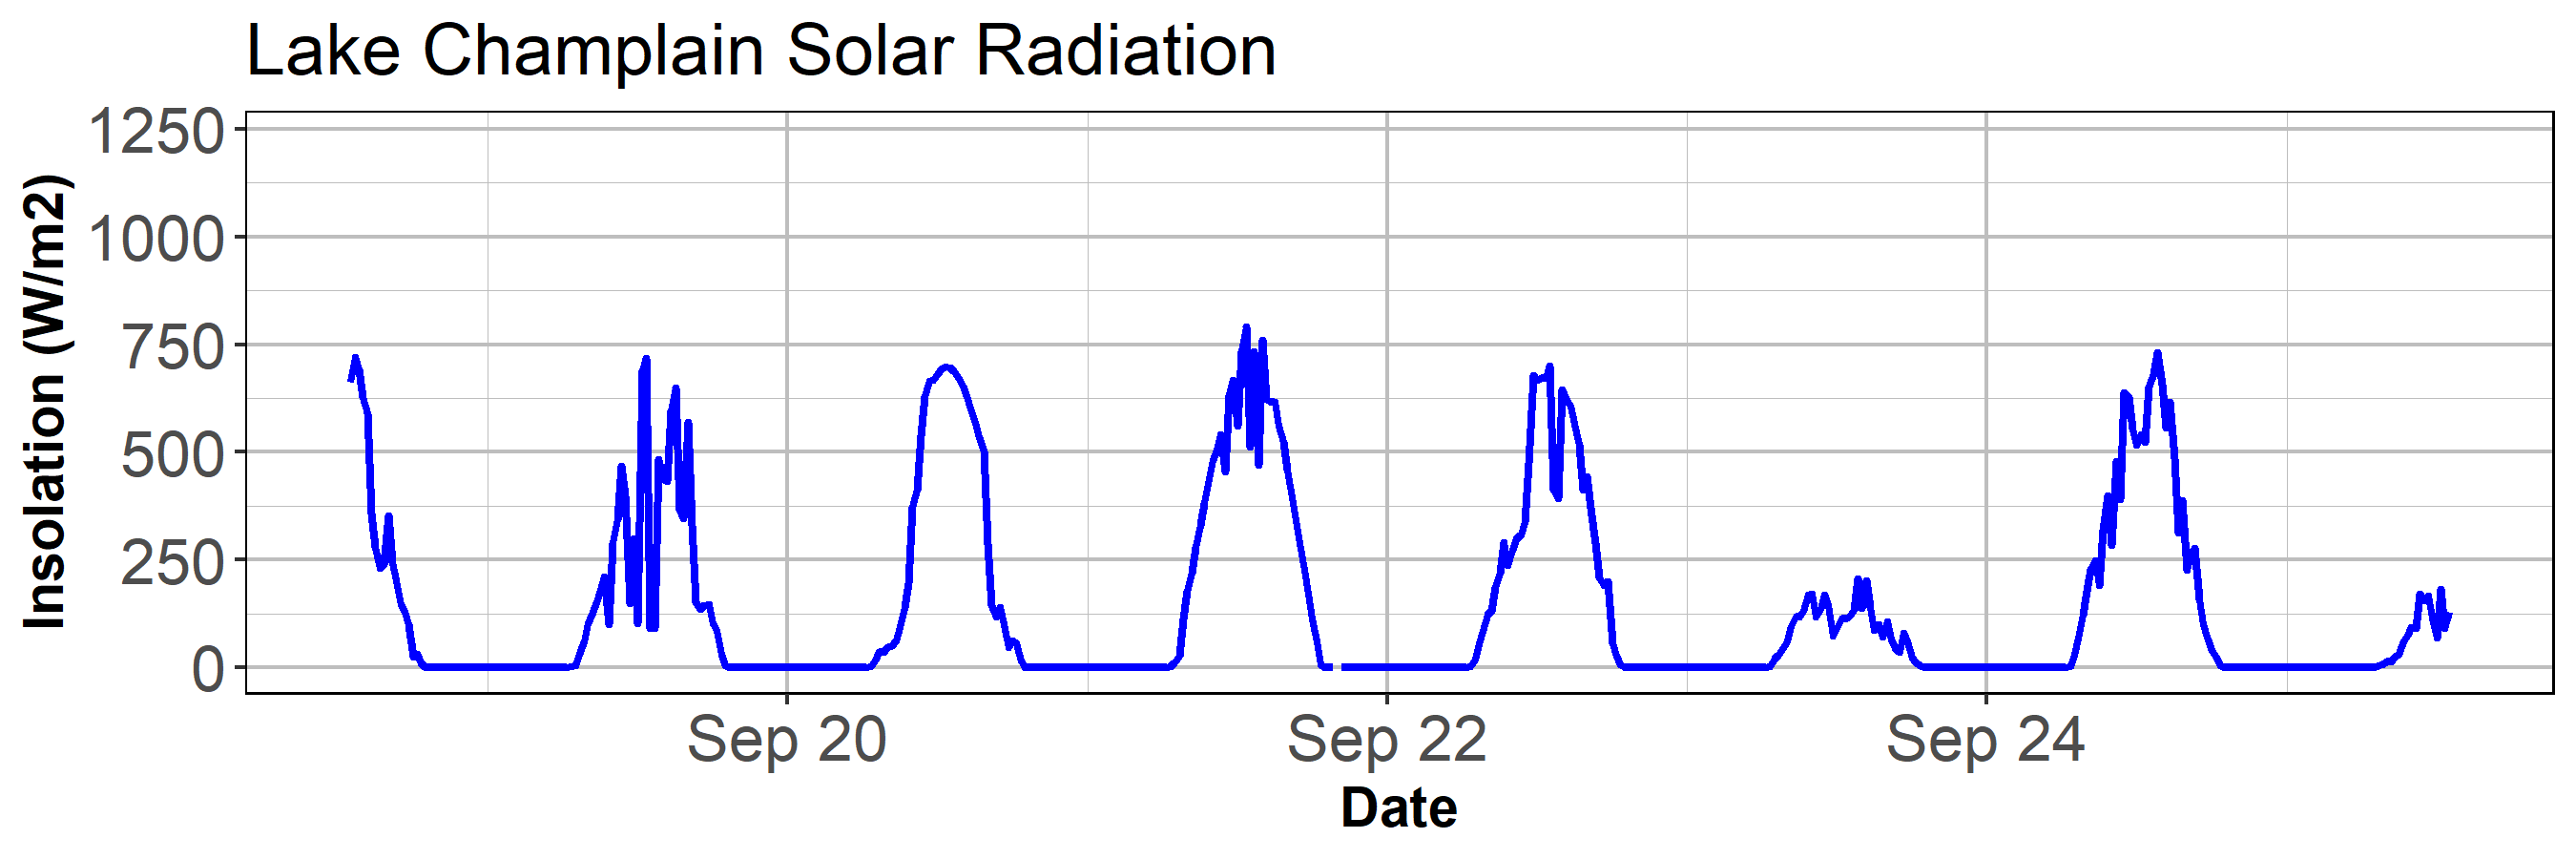 Lake Champlain Solar Radiation
1250
1000
750
500
250
0
Insolation (W/m2)
Sep 20 Sep 22 Sep 24
Date